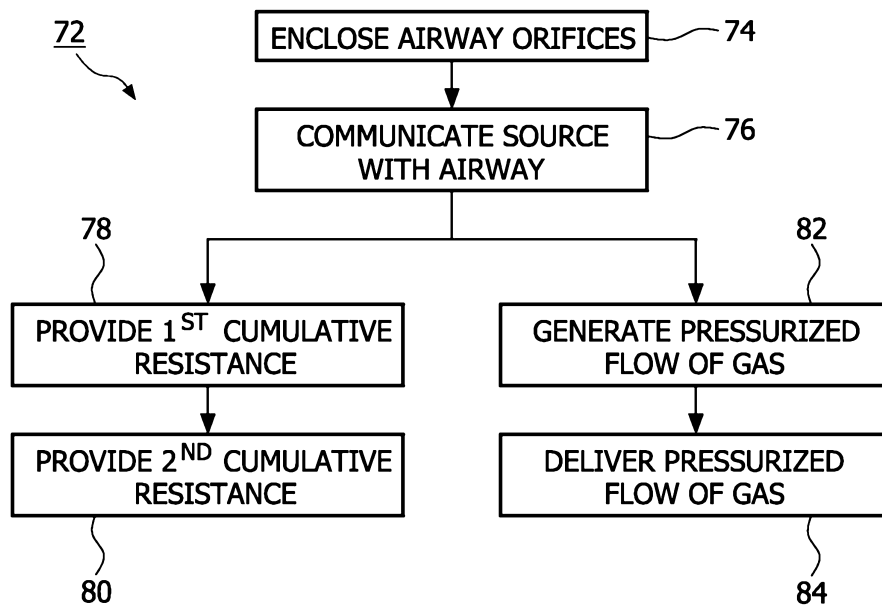 72
ENCLOSE AIRWAY ORIFICES
74
COMMUNICATE SOURCE
WITH AIRWAY
76
78
82
PROVIDE 1ST CUMULATIVE
RESISTANCE
GENERATE PRESSURIZED
FLOW OF GAS
PROVIDE 2ND CUMULATIVE
RESISTANCE
DELIVER PRESSURIZED
FLOW OF GAS
80
84